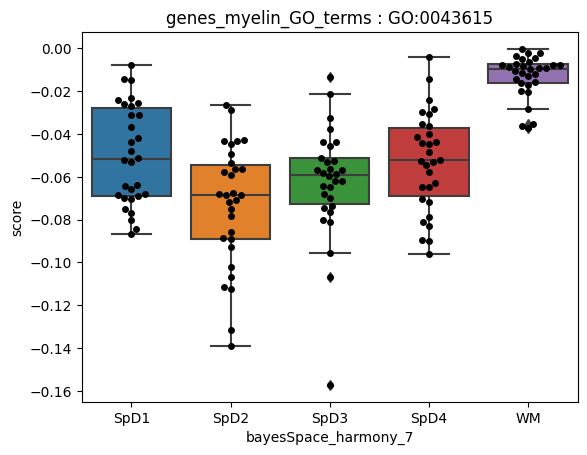 genes_myelin_GO_terms : GO:0043615
0.00
−0.02
−0.04
−0.06
−0.08
−0.10
−0.12
−0.14
−0.16
score
SpD1 SpD2 SpD3 SpD4 WM
bayesSpace_harmony_7